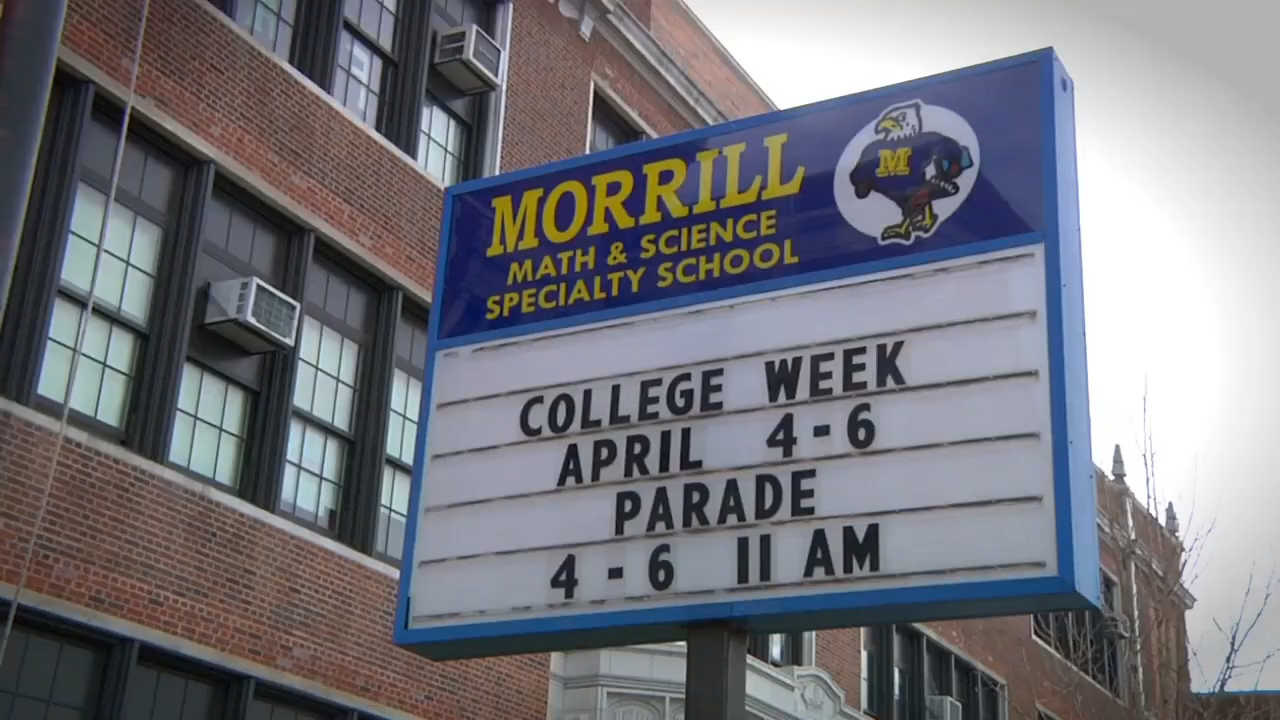 MORRILL
MATH & SCIENCE
SPECIALTY SCHOOL
M
COLLEGE WEEK
APRIL 4-6
PARADE
4-6 11 AM